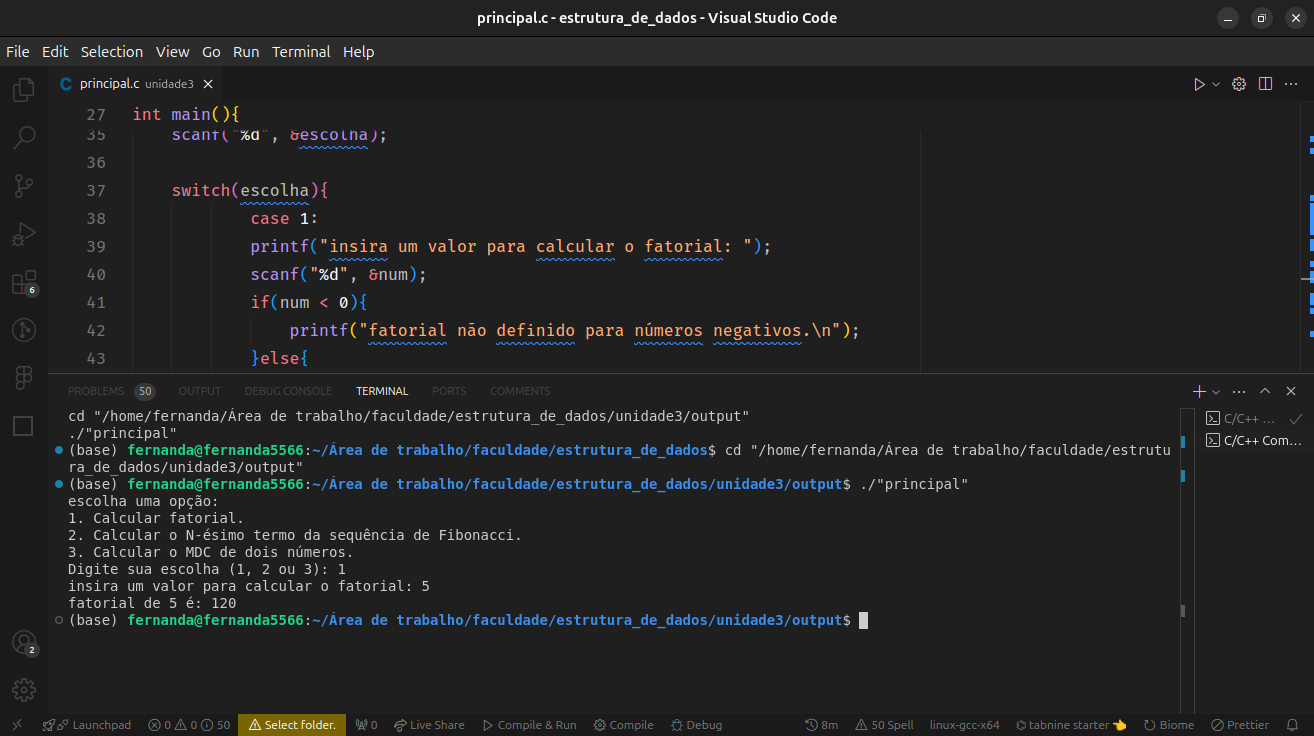 principal.c - estrutura_de_dados - Visual Studio Code
File Edit Selection View Go Run Terminal Help
C principal.c unidade3
27 int main(){
35 scanf("%d", &escolha);
36
37 switch(escolha){
38 case 1:
39 printf("insira um valor para calcular o fatorial: ");
40 scanf("%d", &num);
41 if(num < 0){
42 printf("fatorial não definido para números negativos.\n");
43 }else{
6
PROBLEMS 50 OUTPUT DEBUG CONSOLE TERMINAL PORTS COMMENTS
cd "/home/fernanda/Área de trabalho/faculdade/estrutura_de_dados/unidade3/output"
./"principal"
(base) fernanda@fernanda5566:~/Área de trabalho/faculdade/estrutura_de_dados$ cd "/home/fernanda/Área de trabalho/faculdade/estrutu
ra_de_dados/unidade3/output"
(base) fernanda@fernanda5566:~/Área de trabalho/faculdade/estrutura_de_dados/unidade3/output$ ./"principal"
escolha uma opção:
1. Calcular fatorial.
2. Calcular o N-ésimo termo da sequência de Fibonacci.
3. Calcular o MDC de dois números.
Digite sua escolha (1, 2 ou 3): 1
insira um valor para calcular o fatorial: 5
fatorial de 5 é: 120
(base) fernanda@fernanda5566:~/Área de trabalho/faculdade/estrutura_de_dados/unidade3/output$
C/C++ ...
C/C++ Com...
2
Launchpad 0 0 50 Select folder. 0 Live Share Compile & Run Compile Debug 8m 50 Spell linux-gcc-x64 tabnine starter 👈 Biome Prettier